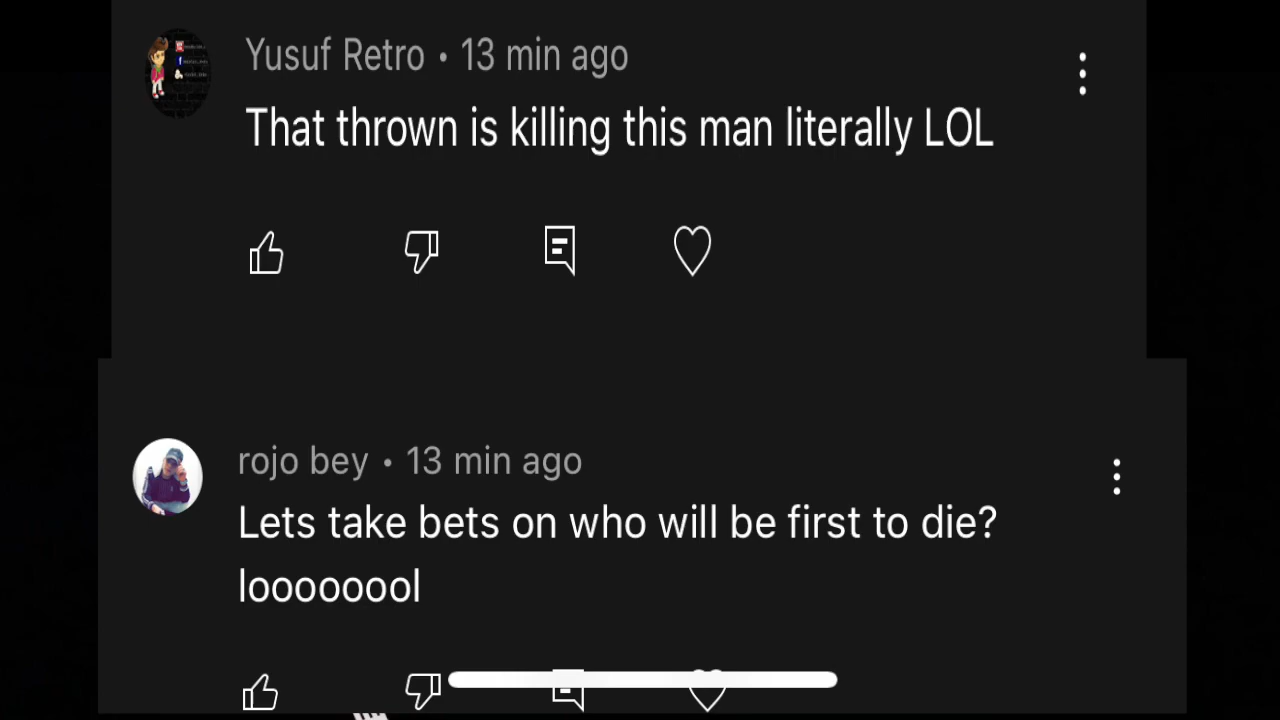 Yusuf Retro • 13 min ago
That thrown is killing this man literally LOL
rojo bey • 13 min ago
Lets take bets on who will be first to die?
loooooool